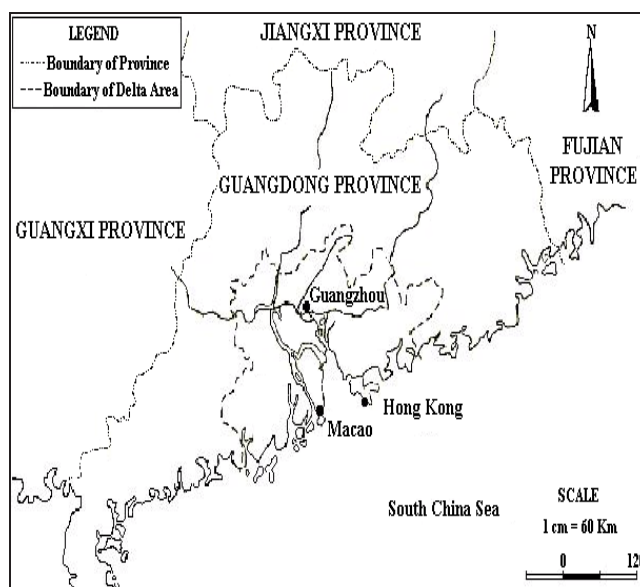 LEGEND
Boundary of Province
Boundary of Delta Area
JIANGXI PROVINCE
N
FUJIAN
PROVINCE
GUANGDONG PROVINCE
GUANGXI PROVINCE
Guangzhou
Hong Kong
Macao
South China Sea
SCALE
1 cm = 60 Km
0